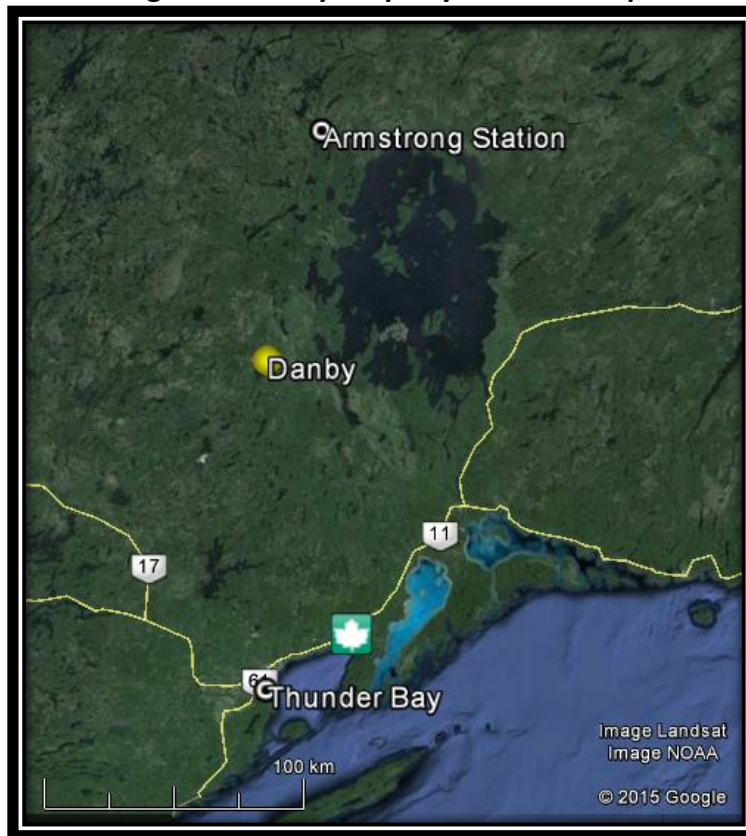 Armstrong Station
Danby
11
17
61
Thunder Bay
Image Landsat
Image NOAA
100 km
© 2015 Google